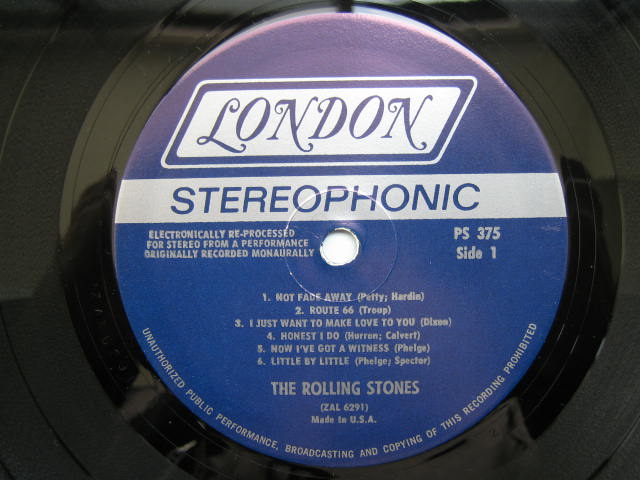 LONDON
STEREOPHONIC
ELECTRONICALLY RE-PROCESSED
FOR STEREO FROM A PERFORMANCE
ORIGINALLY RECORDED MONAURALLY
PS 375
Side 1
1. NOT FADE AWAY (Petty; Hardin)
2. ROUTE 66 (Troup)
3. I JUST WANT TO MAKE LOVE TO YOU (Dixon)
4. HONEST I DO (Hurran; Calvert)
5. NOW I'VE GOT A WITNESS (Phelge)
6. LITTLE BY LITTLE (Phelge; Spector)
THE ROLLING STONES
(ZAL 6291)
Made in U.S.A.
UNAUTHORIZED PUBLIC PERFORMANCE, BROADCASTING AND COPYING OF THIS RECORDING PROHIBITED